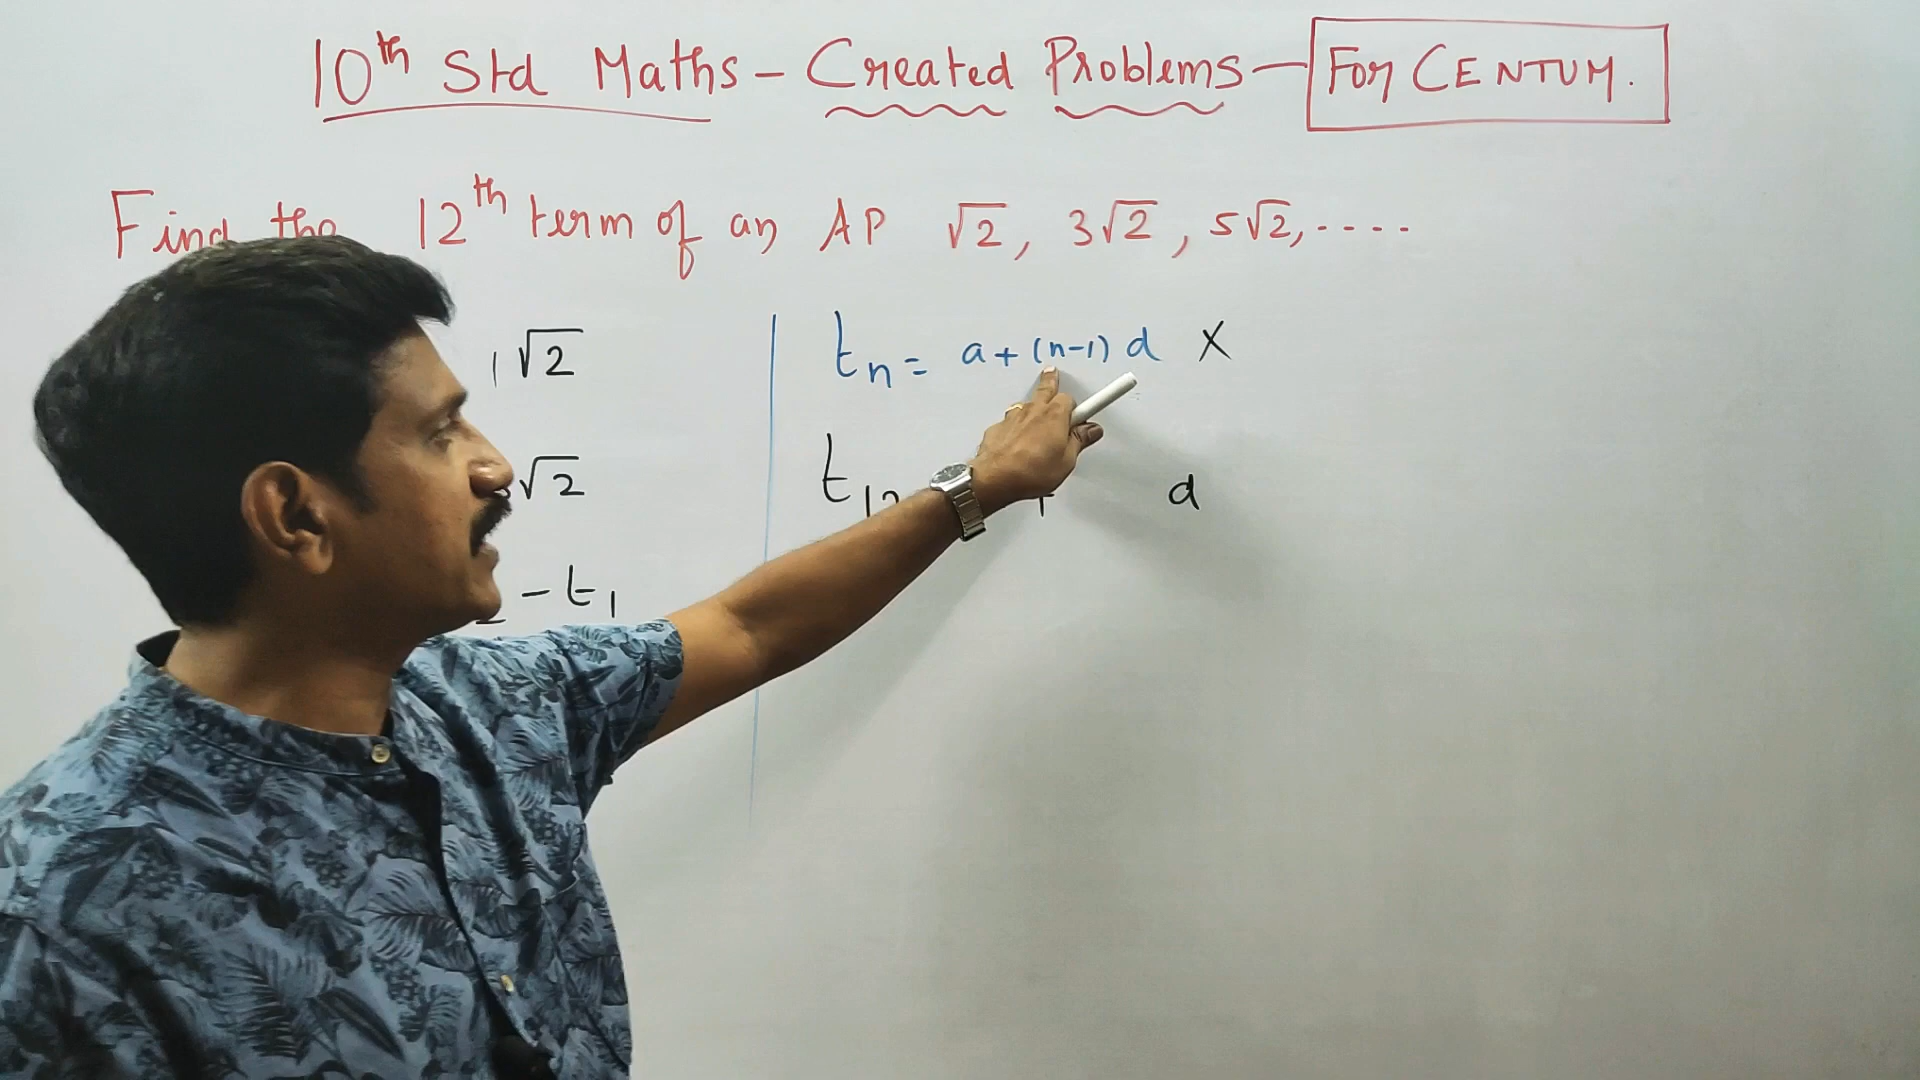 10th Std Maths - Created Problems - For CENTUM.
Find the 12th term of an AP √2, 3√2, 5√2, ....
1√2
√2
- t1
tn = a + (n-1) d X
t12 + d